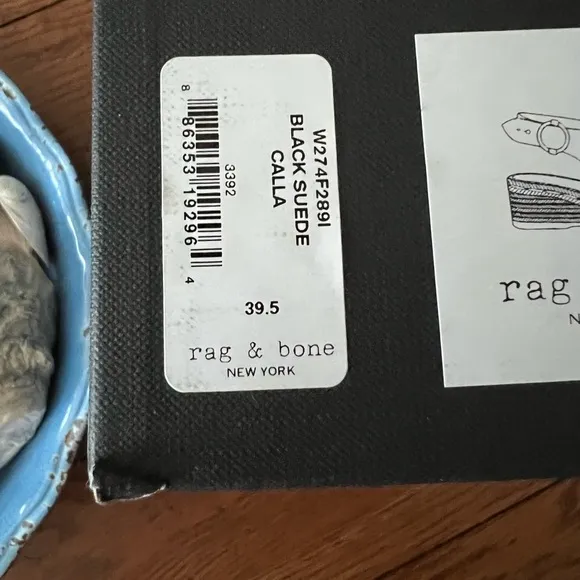 W274F289I
BLACK SUEDE
CALLA
3392
8 86353 19296 4
39.5
rag & bone
NEW YORK
rag
N